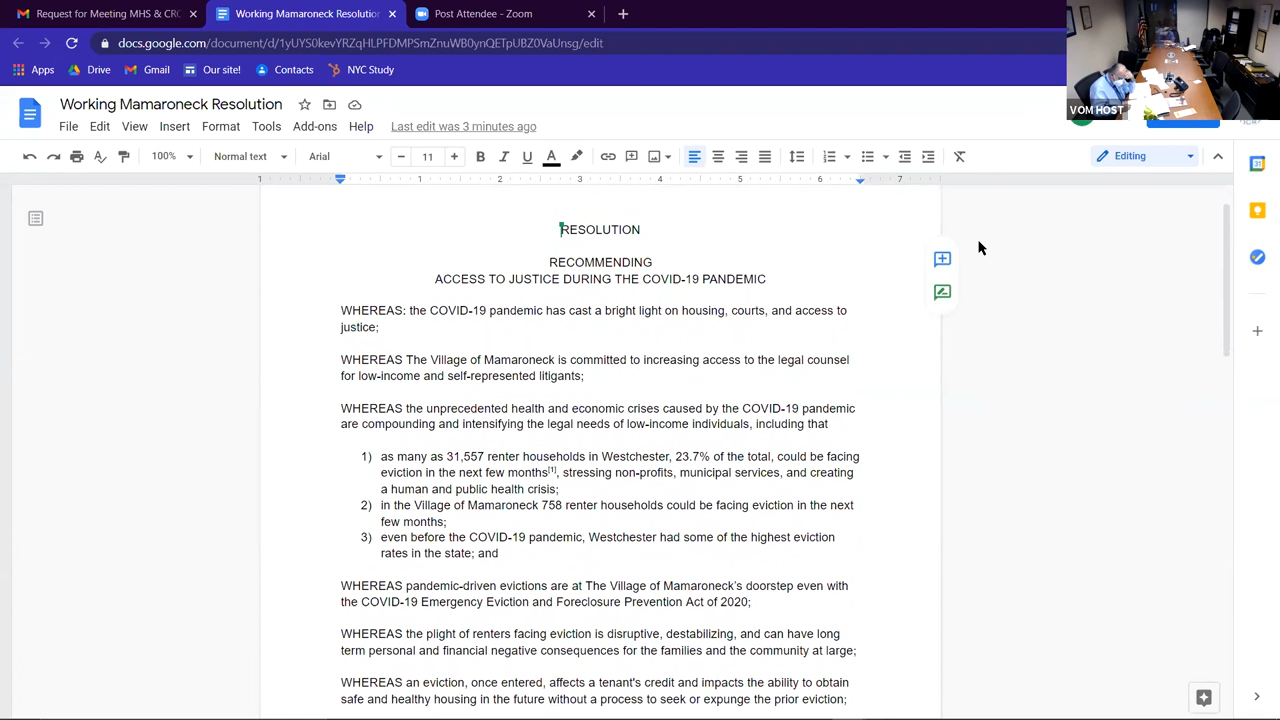 Request for Meeting MHS & CRC
Working Mamaroneck Resolution
Post Attendee - Zoom
docs.google.com/document/d/1yUYS0kevYRZqHLPFDMPSmZnuWB0ynQETpUBZ0VaUnsg/edit
Apps
Drive
Gmail
Our site!
Contacts
NYC Study
VOM HOST
Working Mamaroneck Resolution
File Edit View Insert Format Tools Add-ons Help Last edit was 3 minutes ago
100% Normal text Arial 11 B I U A Editing
1 1 2 3 4 5 6 7
RESOLUTION
RECOMMENDING
ACCESS TO JUSTICE DURING THE COVID-19 PANDEMIC
WHEREAS: the COVID-19 pandemic has cast a bright light on housing, courts, and access to
justice;
WHEREAS The Village of Mamaroneck is committed to increasing access to the legal counsel
for low-income and self-represented litigants;
WHEREAS the unprecedented health and economic crises caused by the COVID-19 pandemic
are compounding and intensifying the legal needs of low-income individuals, including that
1) as many as 31,557 renter households in Westchester, 23.7% of the total, could be facing
eviction in the next few months[1], stressing non-profits, municipal services, and creating
a human and public health crisis;
2) in the Village of Mamaroneck 758 renter households could be facing eviction in the next
few months;
3) even before the COVID-19 pandemic, Westchester had some of the highest eviction
rates in the state; and
WHEREAS pandemic-driven evictions are at The Village of Mamaroneck's doorstep even with
the COVID-19 Emergency Eviction and Foreclosure Prevention Act of 2020;
WHEREAS the plight of renters facing eviction is disruptive, destabilizing, and can have long
term personal and financial negative consequences for the families and the community at large;
WHEREAS an eviction, once entered, affects a tenant's credit and impacts the ability to obtain
safe and healthy housing in the future without a process to seek or expunge the prior eviction;